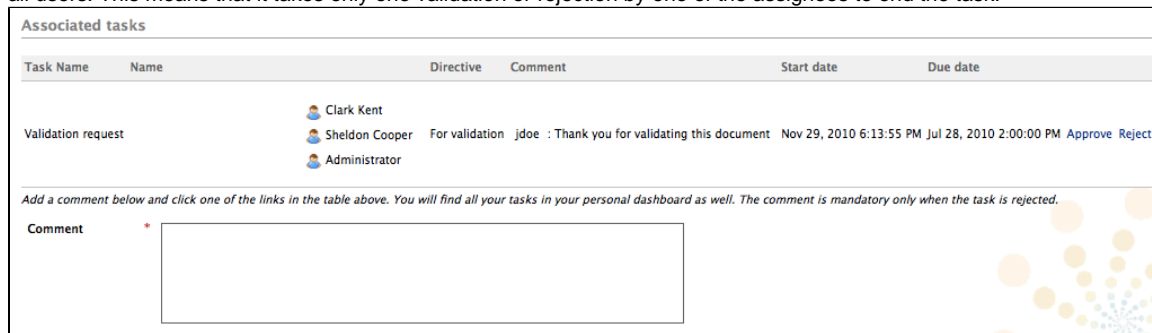 all users. This means that it takes only one validation or rejection by one of the assignees to end the task.
Associated tasks
Task Name Name Directive Comment Start date Due date
Clark Kent
Validation request Sheldon Cooper For validation jdoe : Thank you for validating this document Nov 29, 2010 6:13:55 PM Jul 28, 2010 2:00:00 PM Approve Reject
Administrator
Add a comment below and click one of the links in the table above. You will find all your tasks in your personal dashboard as well. The comment is mandatory only when the task is rejected.
Comment *